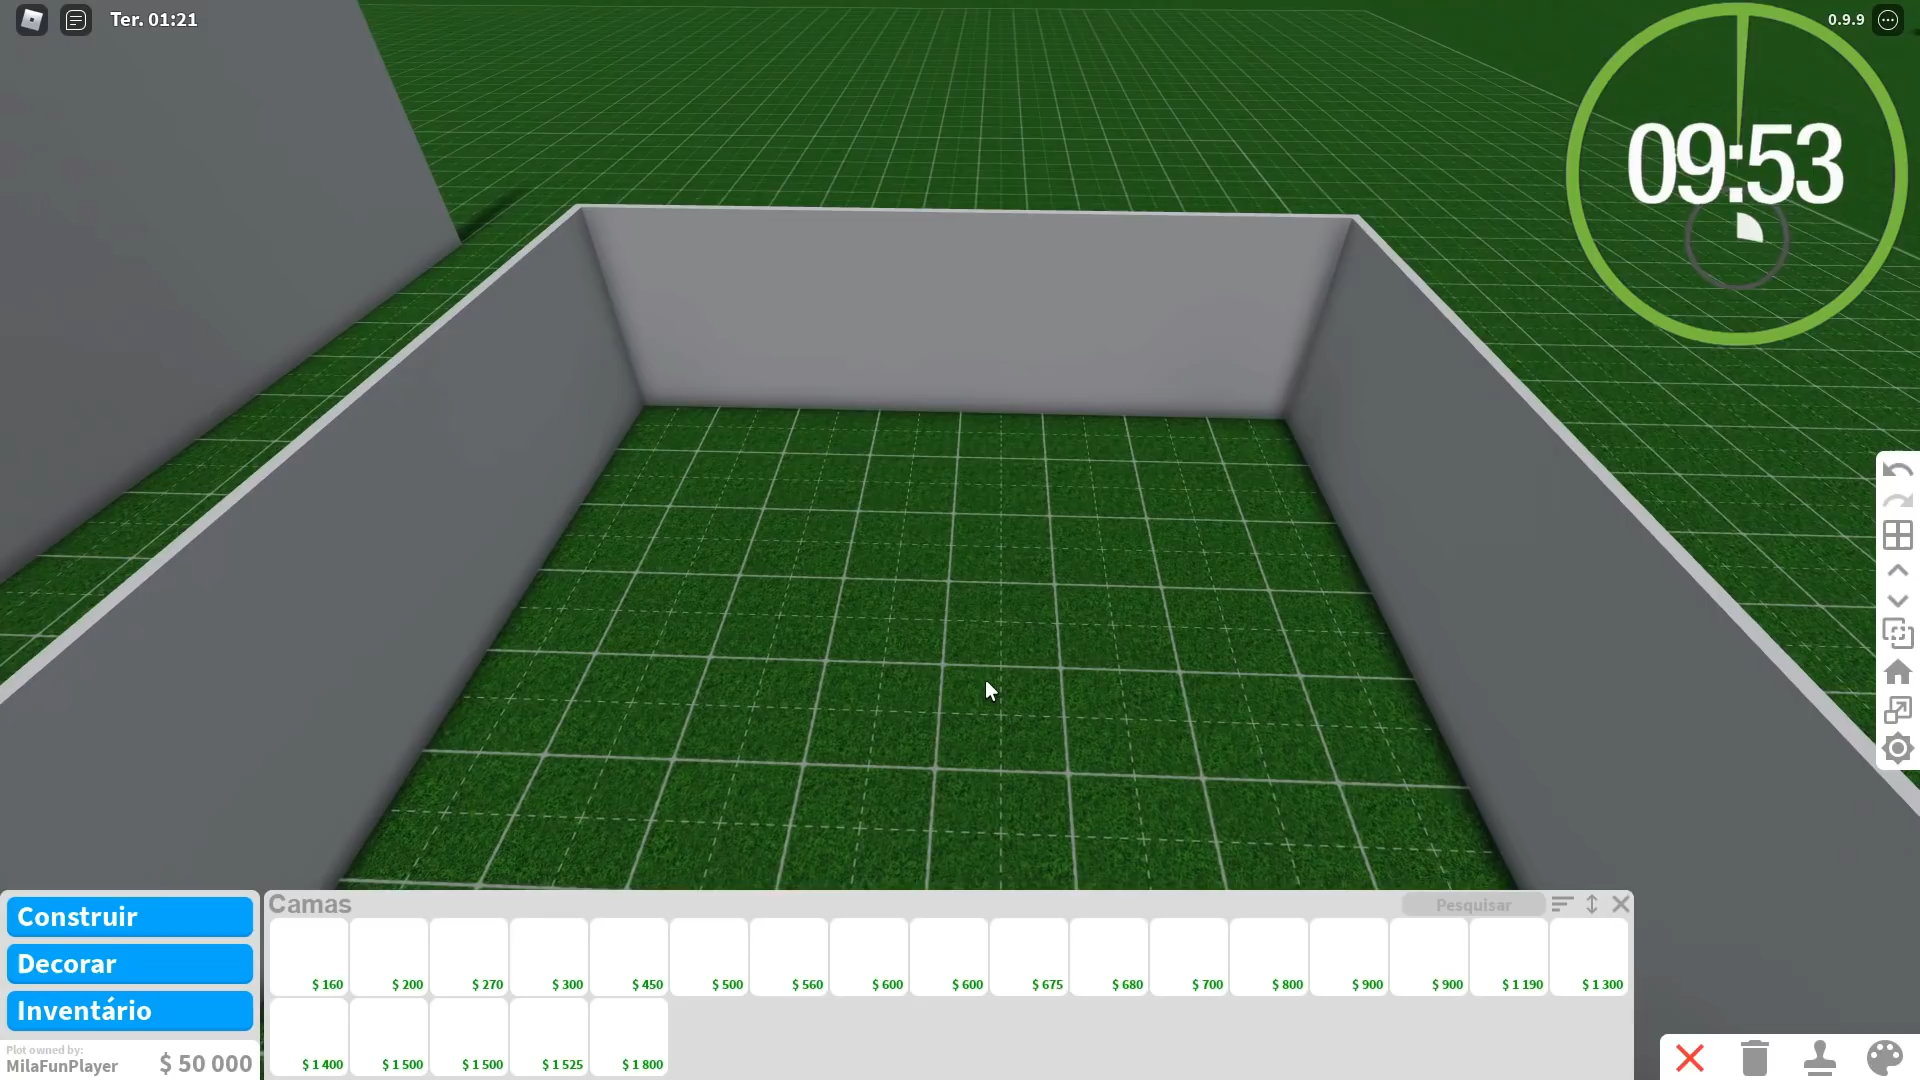 Ter. 01:21
0.9.9
09:53
Camas
Pesquisar
Construir
Decorar
Inventário
Plot owned by:
MilaFunPlayer
$ 50 000
$ 160 $ 200 $ 270 $ 300 $ 450 $ 500 $ 560 $ 600 $ 600 $ 675 $ 680 $ 700 $ 800 $ 900 $ 900 $ 1 190 $ 1 300
$ 1 400 $ 1 500 $ 1 500 $ 1 525 $ 1 800